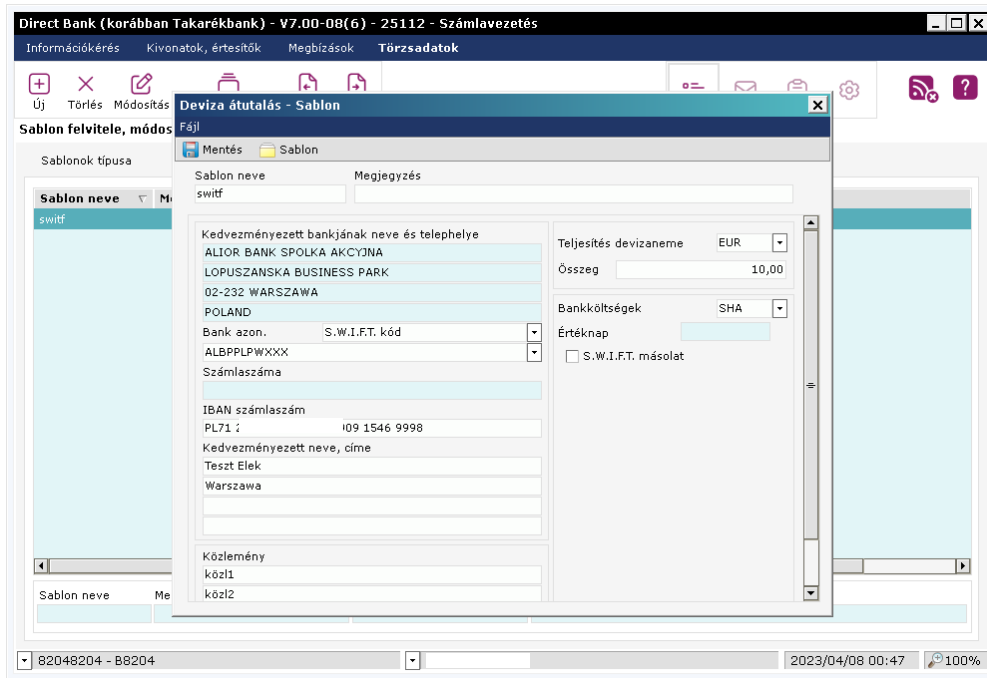 Direct Bank (korábban Takarékbank) - V7.00-08(6) - 25112 - Számlavezetés
Információkérés Kivonatok, értesítők Megbízások Törzsadatok
Új Törlés Módosítás
Deviza átutalás - Sablon
Sablon felvitele, módos
Fájl
Mentés Sablon
Sablonok típusa
Sablon neve Megjegyzés
switf
Sablon neve
switf
Kedvezményezett bankjának neve és telephelye
ALIOR BANK SPOLKA AKCYJNA
LOPUSZANSKA BUSINESS PARK
02-232 WARSZAWA
POLAND
Bank azon. S.W.I.F.T. kód
ALBPPLPWXXX
Számlaszáma
IBAN számlaszám
PL71 09 1546 9998
Kedvezményezett neve, címe
Teszt Elek
Warszawa
Közlemény
közl1
közl2
Teljesítés devizaneme EUR
Összeg 10,00
Bankköltségek SHA
Értéknap
S.W.I.F.T. másolat
Sablon neve Me
82048204 - B8204 2023/04/08 00:47 100%